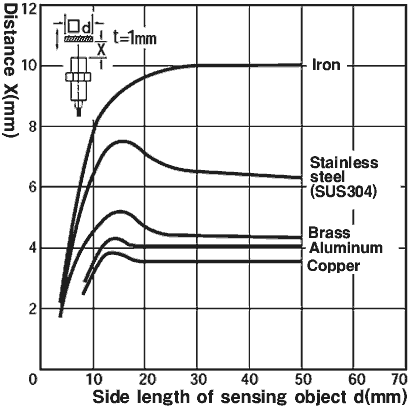 Distance X(mm)
12
10
8
6
4
2
0
□d
t=1mm
X
Iron
Stainless
steel
(SUS304)
Brass
Aluminum
Copper
0 10 20 30 40 50 60 70
Side length of sensing object d(mm)